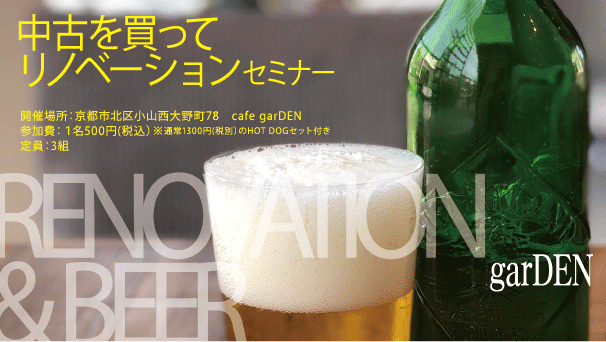 中古を買って
リノベーションセミナー
開催場所：京都市北区小山西大野町78　cafe garDEN
参加費：1名500円(税込）※通常1300円(税別）のHOT DOGセット付き
定員：3組
RENOVATION
& BEER
garDEN